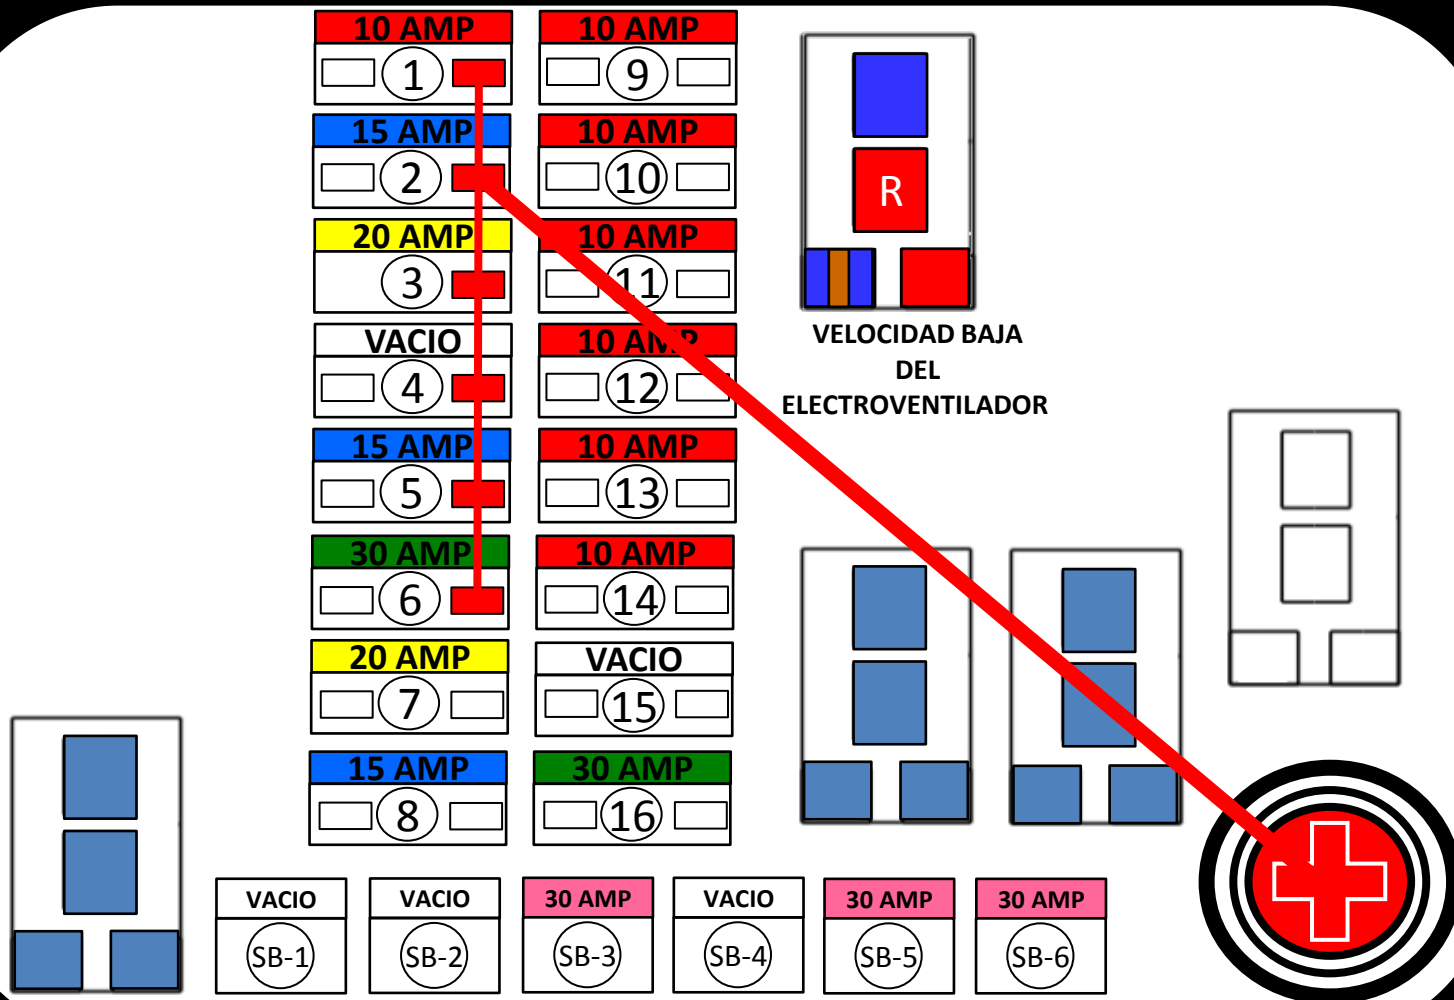 10 AMP
1
15 AMP
2
20 AMP
3
VACIO
4
15 AMP
5
30 AMP
6
20 AMP
7
15 AMP
8
10 AMP
9
10 AMP
10
10 AMP
11
10 AMP
12
10 AMP
13
10 AMP
14
VACIO
15
30 AMP
16
R
VELOCIDAD BAJA
DEL
ELECTROVENTILADOR
VACIO
SB-1
VACIO
SB-2
30 AMP
SB-3
VACIO
SB-4
30 AMP
SB-5
30 AMP
SB-6